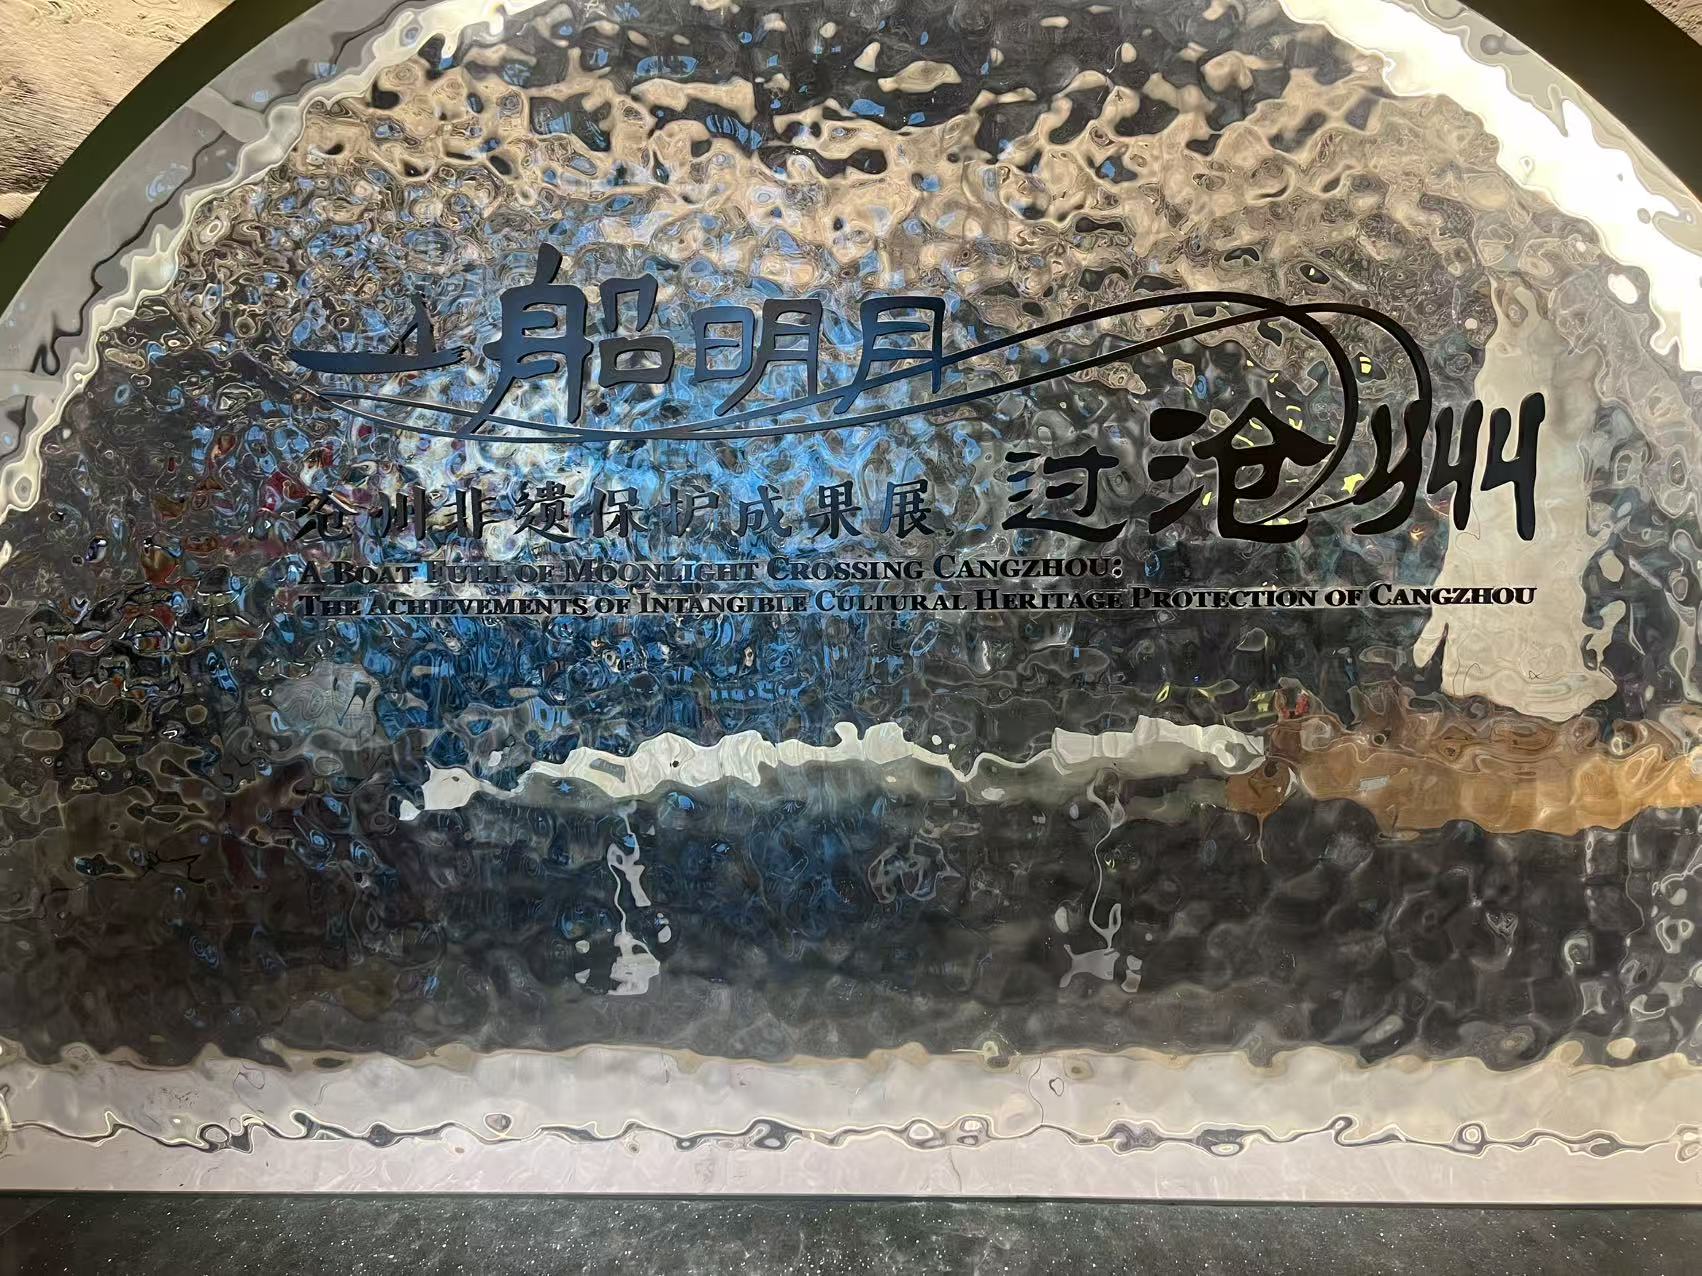 一船明月
过沧州
沧州非遗保护成果展
A BOAT FULL OF MOONLIGHT CROSSING CANGZHOU:
THE ACHIEVEMENTS OF INTANGIBLE CULTURAL HERITAGE PROTECTION OF CANGZHOU